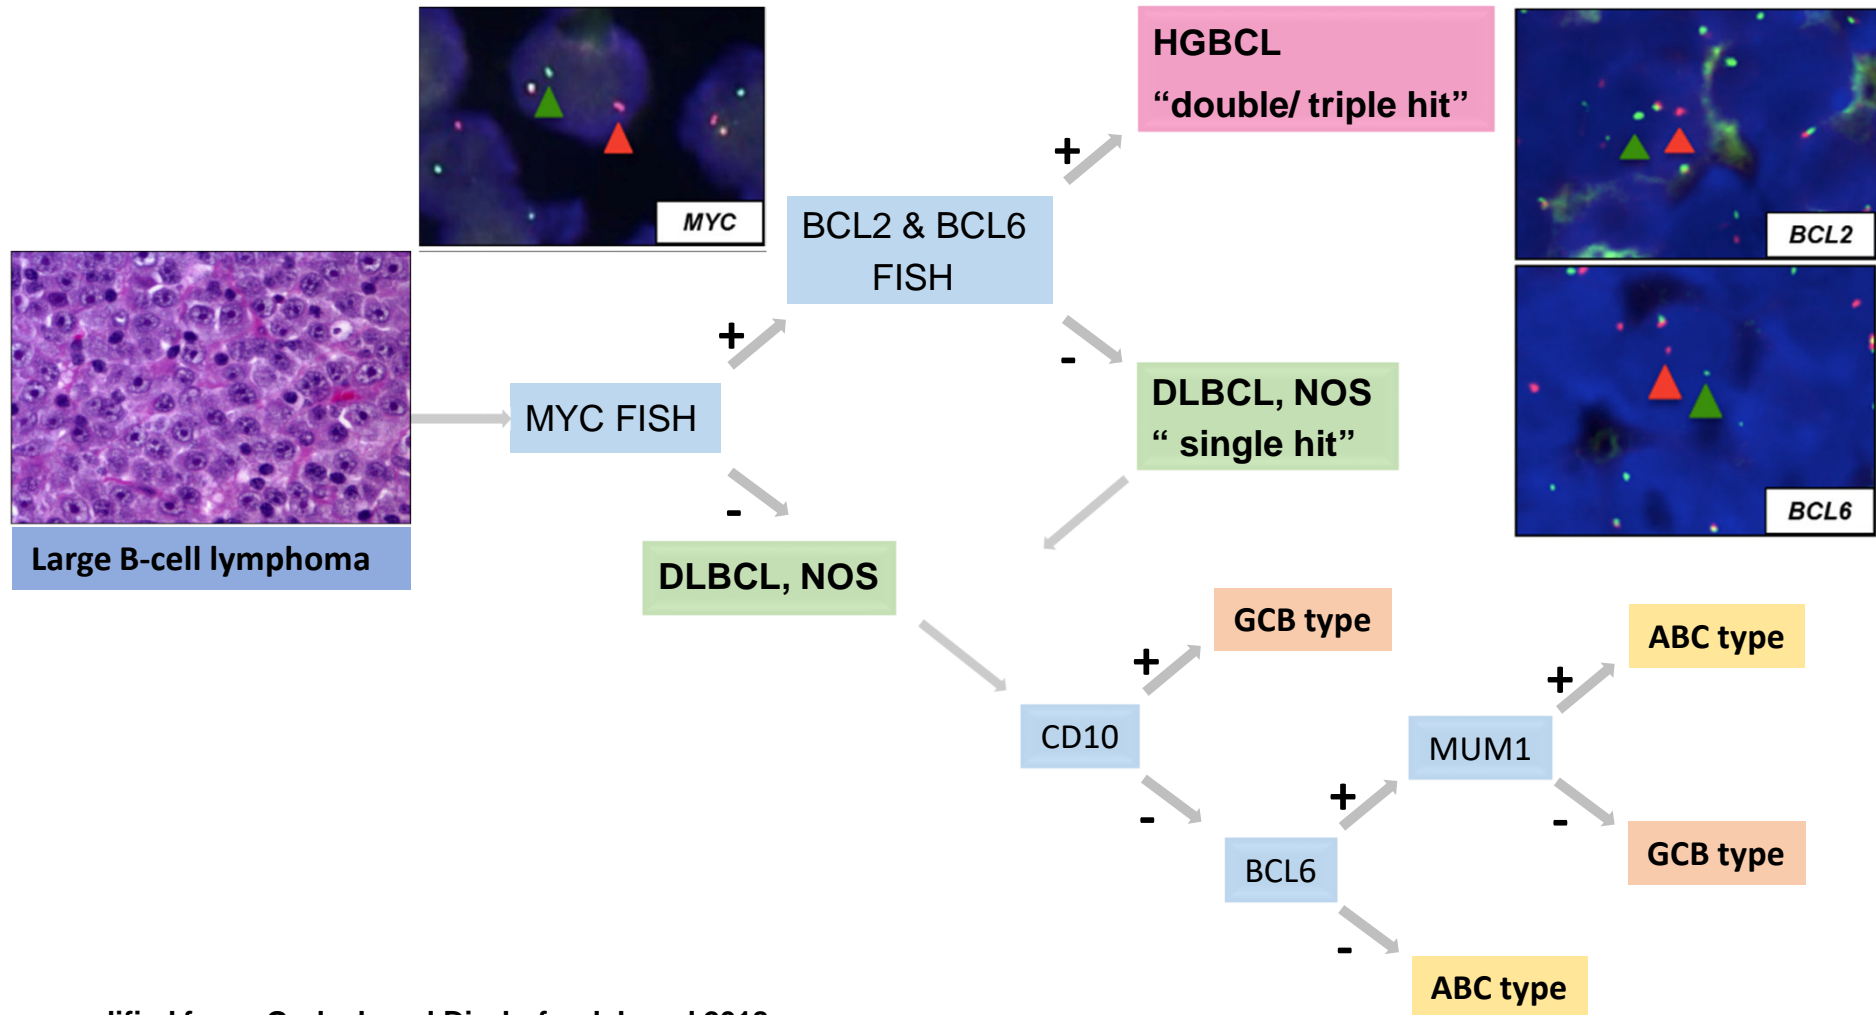 MYC
HGBCL
“double/ triple hit”
BCL2
BCL2 & BCL6
FISH
+
+
-
BCL6
Large B-cell lymphoma
MYC FISH
-
DLBCL, NOS
“ single hit”
DLBCL, NOS
CD10
+
GCB type
-
BCL6
+
MUM1
+
ABC type
-
GCB type
-
ABC type